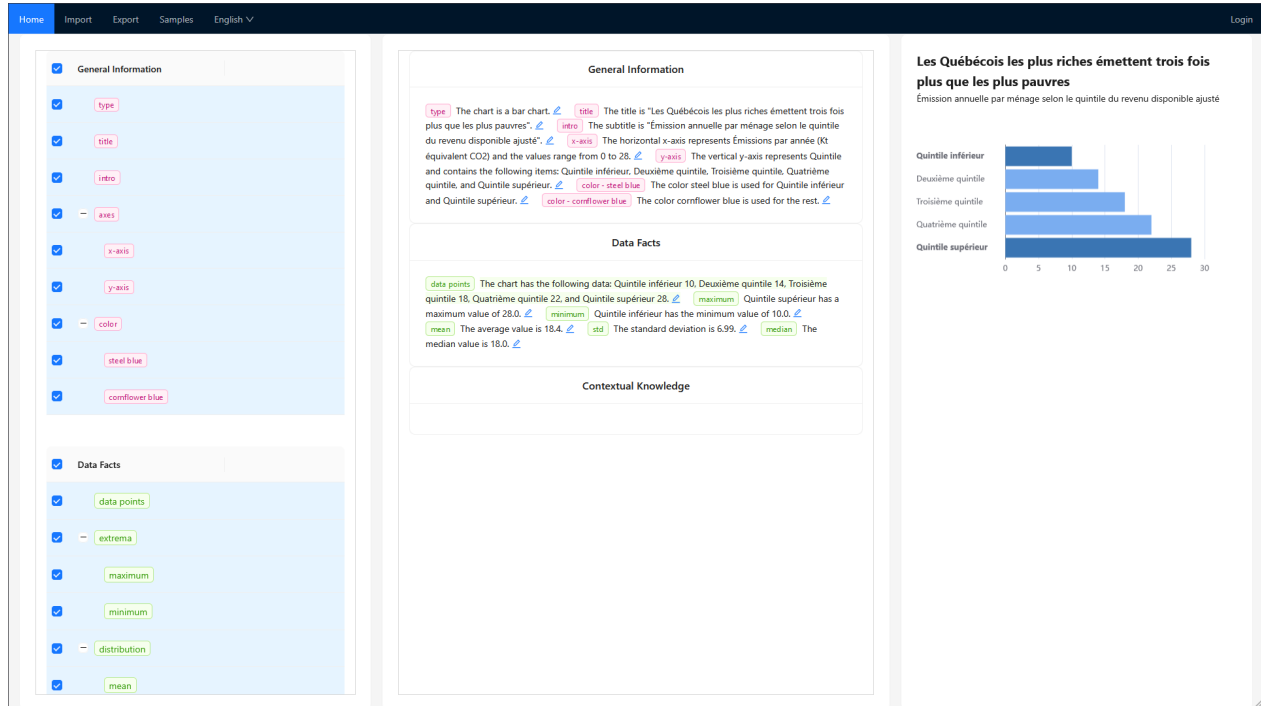 Home Import Export Samples English Login
General Information
type
title
intro
axes
x-axis
y-axis
color
steel blue
cornflower blue
Data Facts
data points
extrema
maximum
minimum
distribution
mean
General Information
type The chart is a bar chart. title The title is "Les Québécois les plus riches émettent trois fois
plus que les plus pauvres". intro The subtitle is "Émission annuelle par ménage selon le quintile
du revenu disponible ajusté". x-axis The horizontal x-axis represents Émissions par année (Kt
équivalent CO2) and the values range from 0 to 28. y-axis The vertical y-axis represents Quintile
and contains the following items: Quintile inférieur, Deuxième quintile, Troisième quintile, Quatrième
quintile, and Quintile supérieur. color - steel blue The color steel blue is used for Quintile inférieur
and Quintile supérieur. color - cornflower blue The color cornflower blue is used for the rest.
Data Facts
data points The chart has the following data: Quintile inférieur 10, Deuxième quintile 14, Troisième
quintile 18, Quatrième quintile 22, and Quintile supérieur 28. maximum Quintile supérieur has a
maximum value of 28.0. minimum Quintile inférieur has the minimum value of 10.0.
mean The average value is 18.4. std The standard deviation is 6.99. median The
median value is 18.0.
Contextual Knowledge
Les Québécois les plus riches émettent trois fois
plus que les plus pauvres
Émission annuelle par ménage selon le quintile du revenu disponible ajusté
Quintile inférieur
Deuxième quintile
Troisième quintile
Quatrième quintile
Quintile supérieur
0 5 10 15 20 25 30